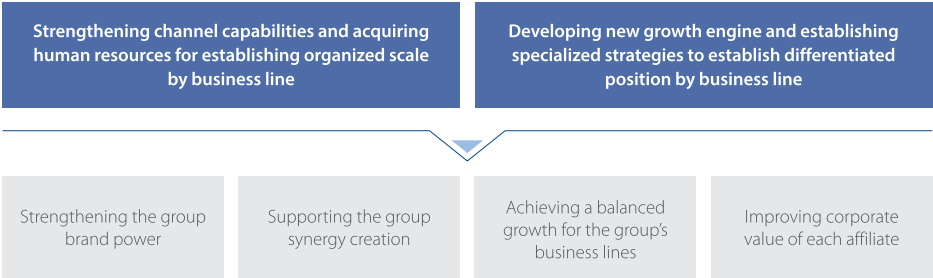 Strengthening channel capabilities and acquiring
human resources for establishing organized scale
by business line
Developing new growth engine and establishing
specialized strategies to establish differentiated
position by business line
Strengthening the group
brand power
Supporting the group
synergy creation
Achieving a balanced
growth for the group’s
business lines
Improving corporate
value of each affiliate